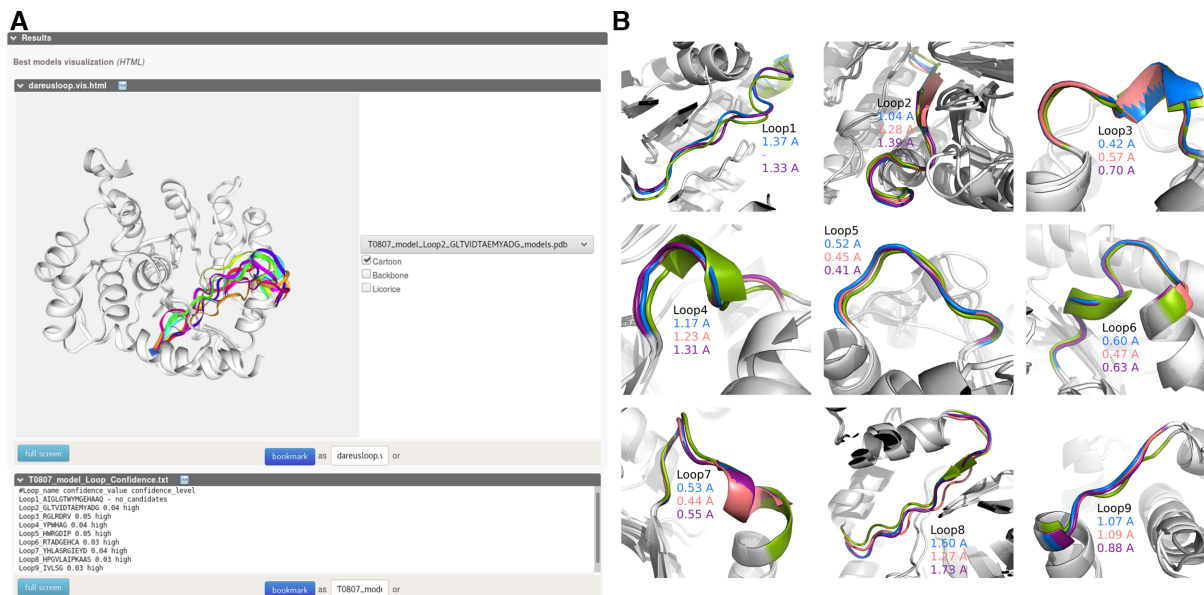 A
Results
Best models visualization (HTML)
dareusloop.vis.html
T0807_model_Loop2_GLTVIDTAEMYADG_models.pdb
Cartoon
Backbone
Licorice
full screen
bookmark as dareusloop.v or
T0807_model_Loop_Confidence.txt
#Loop_name confidence_value confidence_level
Loop1_AIGLGTWYMGEHAAQ - no_candidates
Loop2_GLTVIDTAEMYADG 0.04 high
Loop3_RGLRDRV 0.05 high
Loop4_YPWHAG 0.04 high
Loop5_HWRGDIP 0.05 high
Loop6_RTADGEHCA 0.03 high
Loop7_YHLASRGIEYD 0.04 high
Loop8_HPGVLAIPKAAS 0.03 high
Loop9_IVLSG 0.03 high
full screen
bookmark as T0807_mode or
B
Loop1
1.37 A
-
1.33 A
Loop2
1.04 A
1.28 A
1.39 A
Loop3
0.42 A
0.57 A
0.70 A
Loop4
1.17 A
1.23 A
1.31 A
Loop5
0.52 A
0.45 A
0.41 A
Loop6
0.60 A
0.47 A
0.63 A
Loop7
0.53 A
0.44 A
0.55 A
Loop8
1.60 A
1.27 A
1.73 A
Loop9
1.07 A
1.09 A
0.88 A